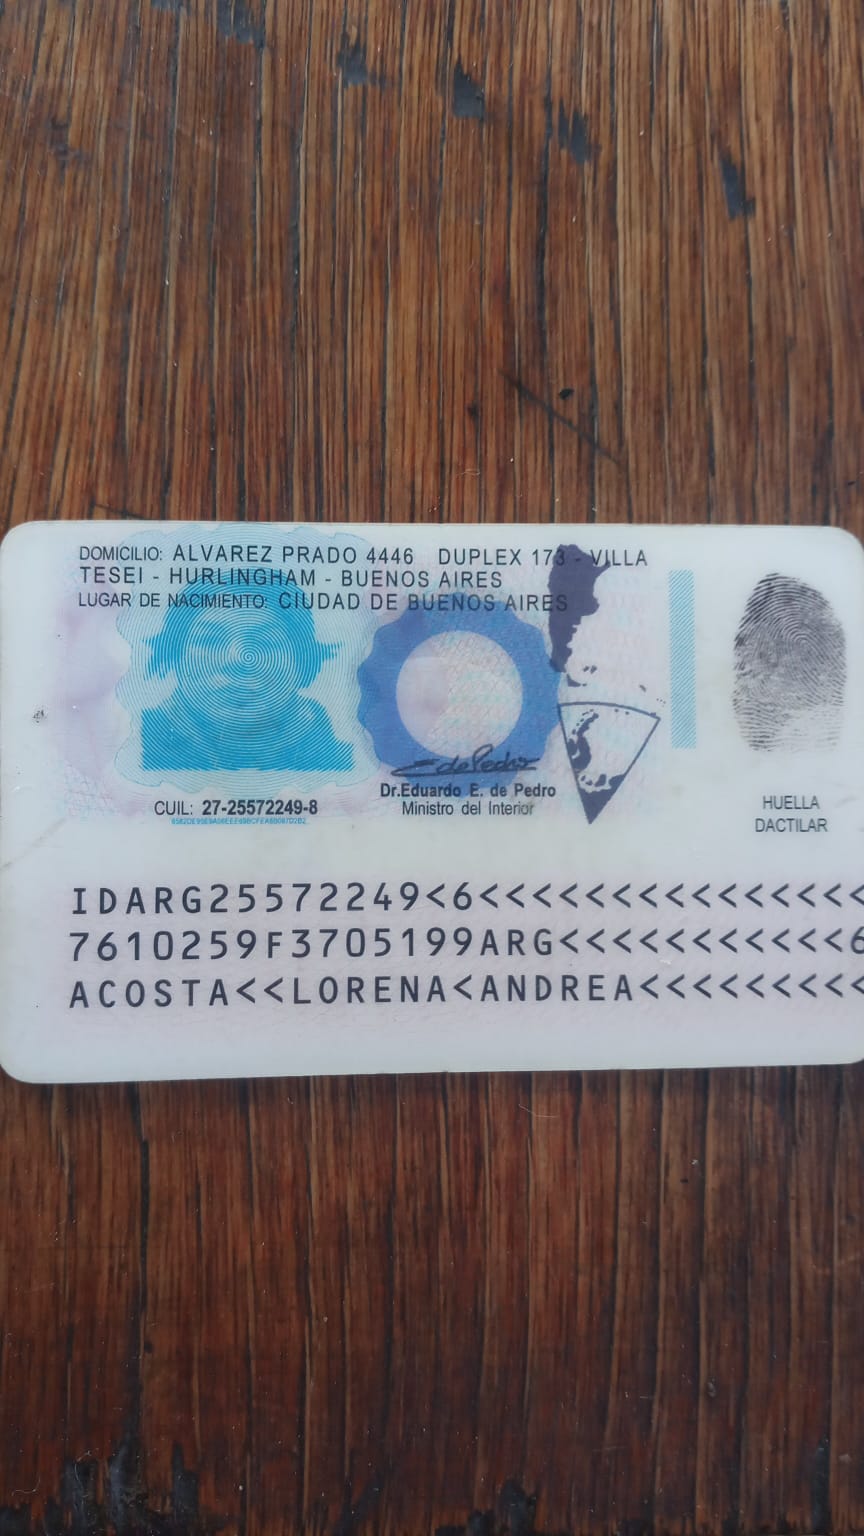 DOMICILIO: ALVAREZ PRADO 4446 DUPLEX 173 - VILLA
TESEI - HURLINGHAM - BUENOS AIRES
LUGAR DE NACIMIENTO: CIUDAD DE BUENOS AIRES
Dr.Eduardo E. de Pedro
Ministro del Interior
CUIL: 27-25572249-8
HUELLA
DACTILAR
IDARG25572249<6<<<<<<<<<<<<<<<
7610259F3705199ARG<<<<<<<<<<<6
ACOSTA<<LORENA<ANDREA<<<<<<<<<